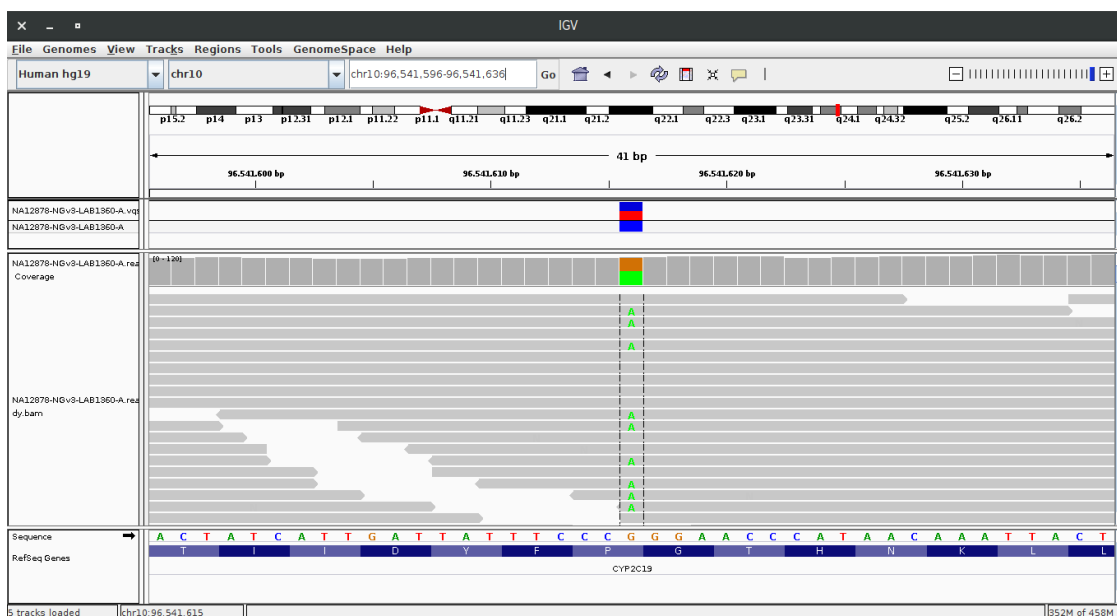 IGV
File Genomes View Tracks Regions Tools GenomeSpace Help
Human hg19 chr10 chr10:96,541,596-96,541,636 Go
p15.2 p14 p13 p12.31 p12.1 p11.22 p11.1 q11.21 q11.23 q21.1 q21.2 q22.1 q22.3 q23.1 q23.31 q24.1 q24.32 q25.2 q26.11 q26.2
41 bp
96.541.600 bp 96.541.610 bp 96.541.620 bp 96.541.630 bp
NA12878-NGv3-LAB1360-A.vqs
NA12878-NGv3-LAB1360-A
NA12878-NGv3-LAB1360-A.rea [0 - 120]
Coverage
A
A
A
NA12878-NGv3-LAB1360-A.rea
dy.bam
A
A
A
A
A
A
Sequence A C T A T C A T T G A T T A T T T C C C G G G A A C C C A T A A C A A A T T A C T
RefSeq Genes T I I D Y F P G T H N K L L
CYP2C19
5 tracks loaded chr10:96.541.615 352M of 458M